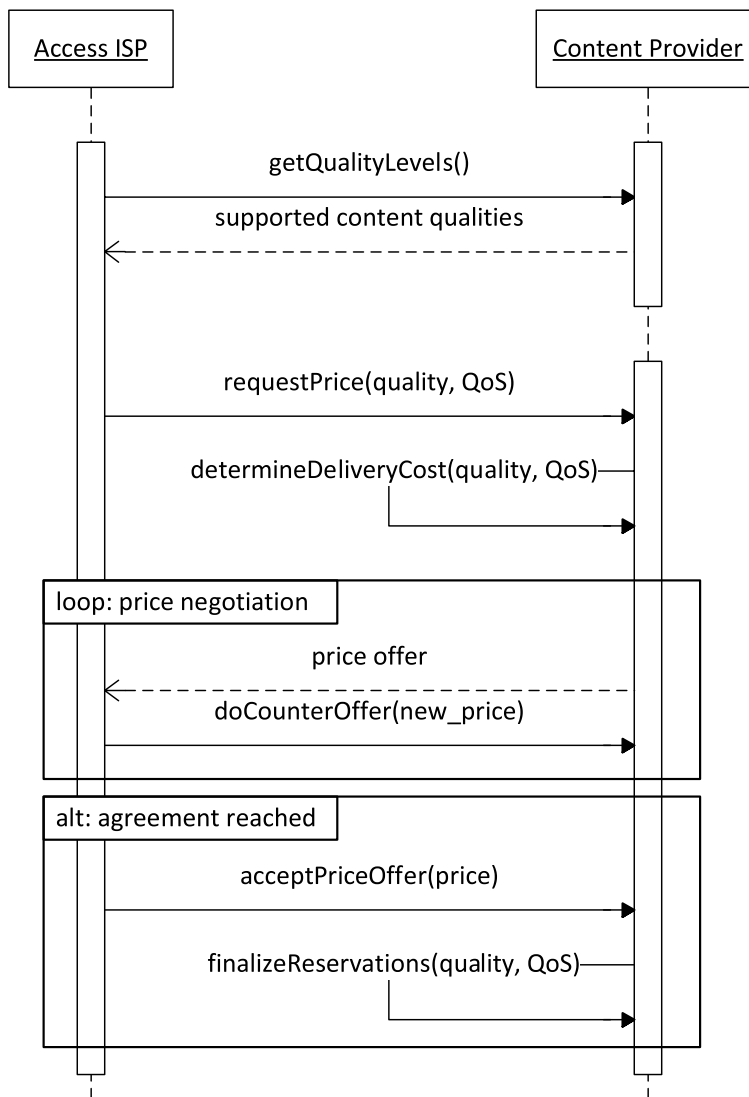 Access ISP
Content Provider
getQualityLevels()
supported content qualities
requestPrice(quality, QoS)
determineDeliveryCost(quality, QoS)
loop: price negotiation
price offer
doCounterOffer(new_price)
alt: agreement reached
acceptPriceOffer(price)
finalizeReservations(quality, QoS)